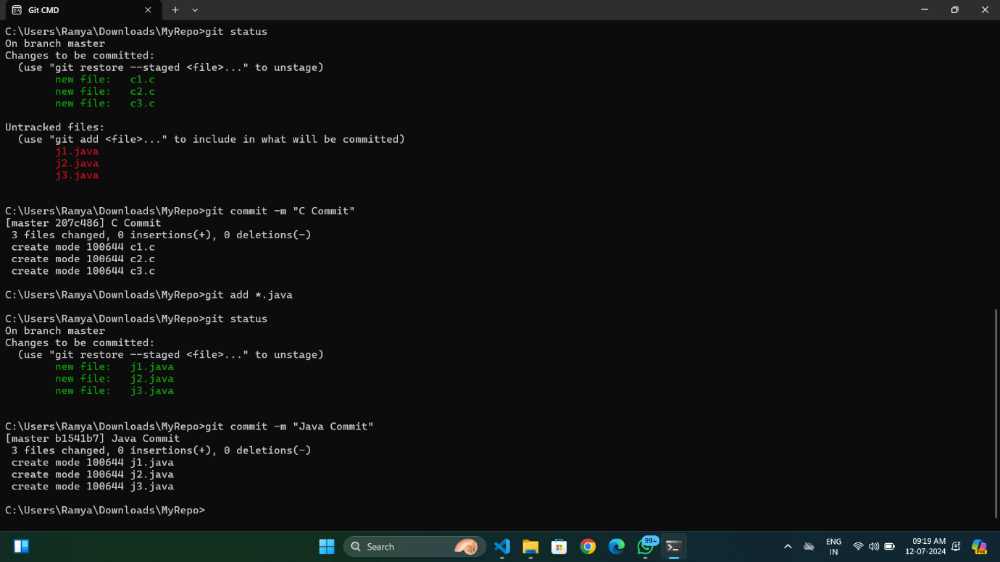 Git CMD
C:\Users\Ramya\Downloads\MyRepo>git status
On branch master
Changes to be committed:
  (use "git restore --staged <file>..." to unstage)
        new file:   c1.c
        new file:   c2.c
        new file:   c3.c
Untracked files:
  (use "git add <file>..." to include in what will be committed)
        j1.java
        j2.java
        j3.java
C:\Users\Ramya\Downloads\MyRepo>git commit -m "C Commit"
[master 207c486] C Commit
 3 files changed, 0 insertions(+), 0 deletions(-)
 create mode 100644 c1.c
 create mode 100644 c2.c
 create mode 100644 c3.c
C:\Users\Ramya\Downloads\MyRepo>git add *.java
C:\Users\Ramya\Downloads\MyRepo>git status
On branch master
Changes to be committed:
  (use "git restore --staged <file>..." to unstage)
        new file:   j1.java
        new file:   j2.java
        new file:   j3.java
C:\Users\Ramya\Downloads\MyRepo>git commit -m "Java Commit"
[master b1541b7] Java Commit
 3 files changed, 0 insertions(+), 0 deletions(-)
 create mode 100644 j1.java
 create mode 100644 j2.java
 create mode 100644 j3.java
C:\Users\Ramya\Downloads\MyRepo>
Search
99+
ENG
IN
09:19 AM
12-07-2024
PRE